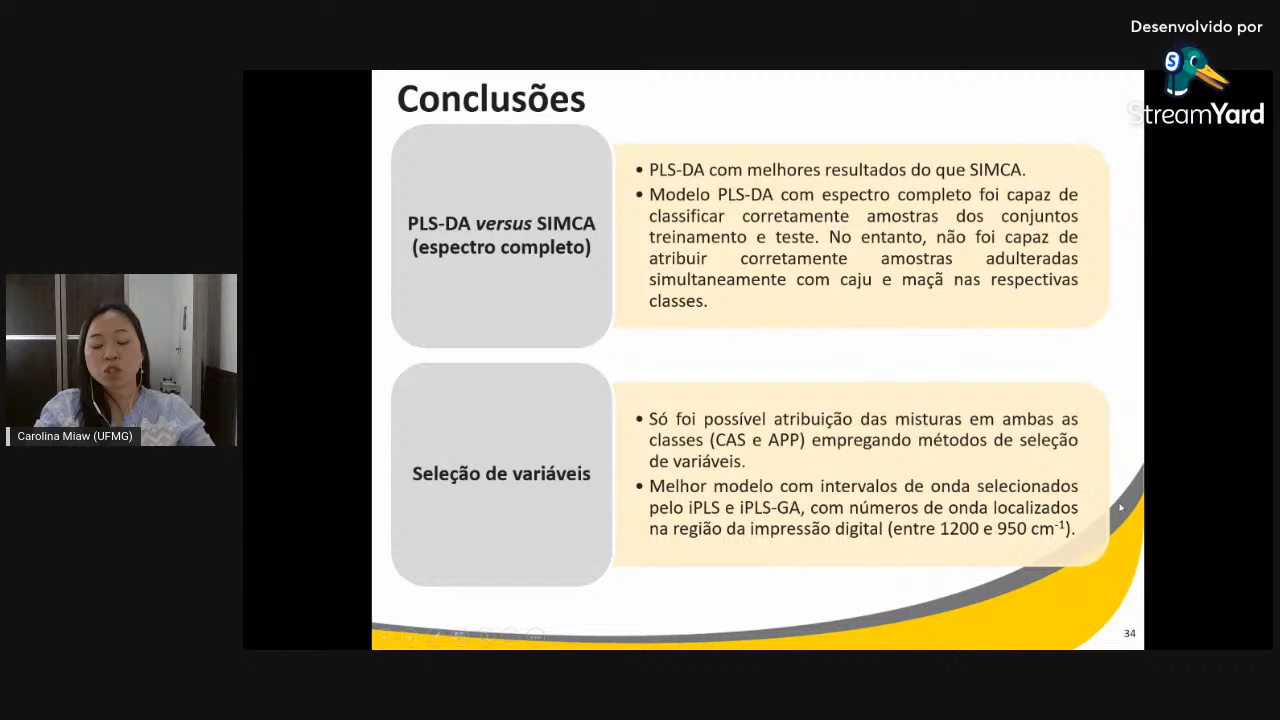 Desenvolvido por
StreamYard
Conclusões
PLS-DA versus SIMCA
(espectro completo)
• PLS-DA com melhores resultados do que SIMCA.
• Modelo PLS-DA com espectro completo foi capaz de
classificar corretamente amostras dos conjuntos
treinamento e teste. No entanto, não foi capaz de
atribuir corretamente amostras adulteradas
simultaneamente com caju e maçã nas respectivas
classes.
Seleção de variáveis
• Só foi possível atribuição das misturas em ambas as
classes (CAS e APP) empregando métodos de seleção
de variáveis.
• Melhor modelo com intervalos de onda selecionados
pelo iPLS e iPLS-GA, com números de onda localizados
na região da impressão digital (entre 1200 e 950 cm⁻¹).
34
Carolina Miaw (UFMG)